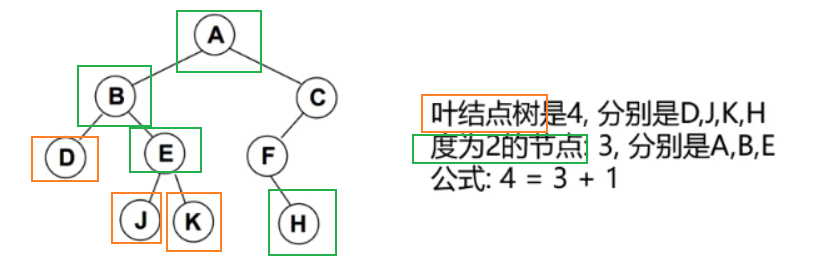 A
B
C
D
E
F
J
K
H
叶结点树是4, 分别是D,J,K,H
度为2的节点: 3, 分别是A,B,E
公式: 4 = 3 + 1